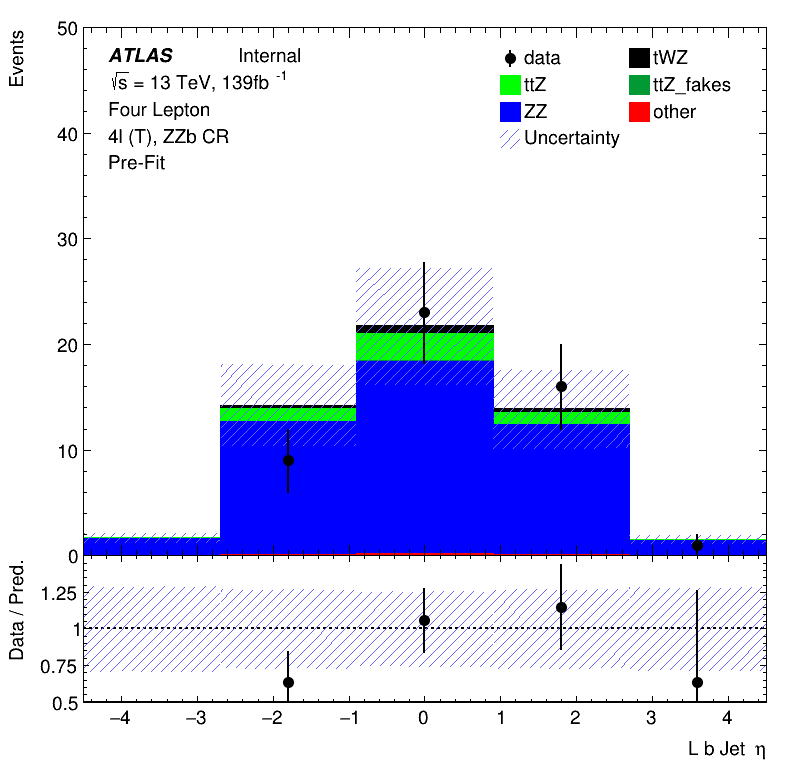 Events
50
40
30
20
10
0
ATLAS Internal
√s = 13 TeV, 139fb -1
Four Lepton
4l (T), ZZb CR
Pre-Fit
data
tWZ
ttZ
ttZ_fakes
ZZ
other
Uncertainty
Data / Pred.
1.25
1
0.75
0.5
−4 −3 −2 −1 0 1 2 3 4
L b Jet η